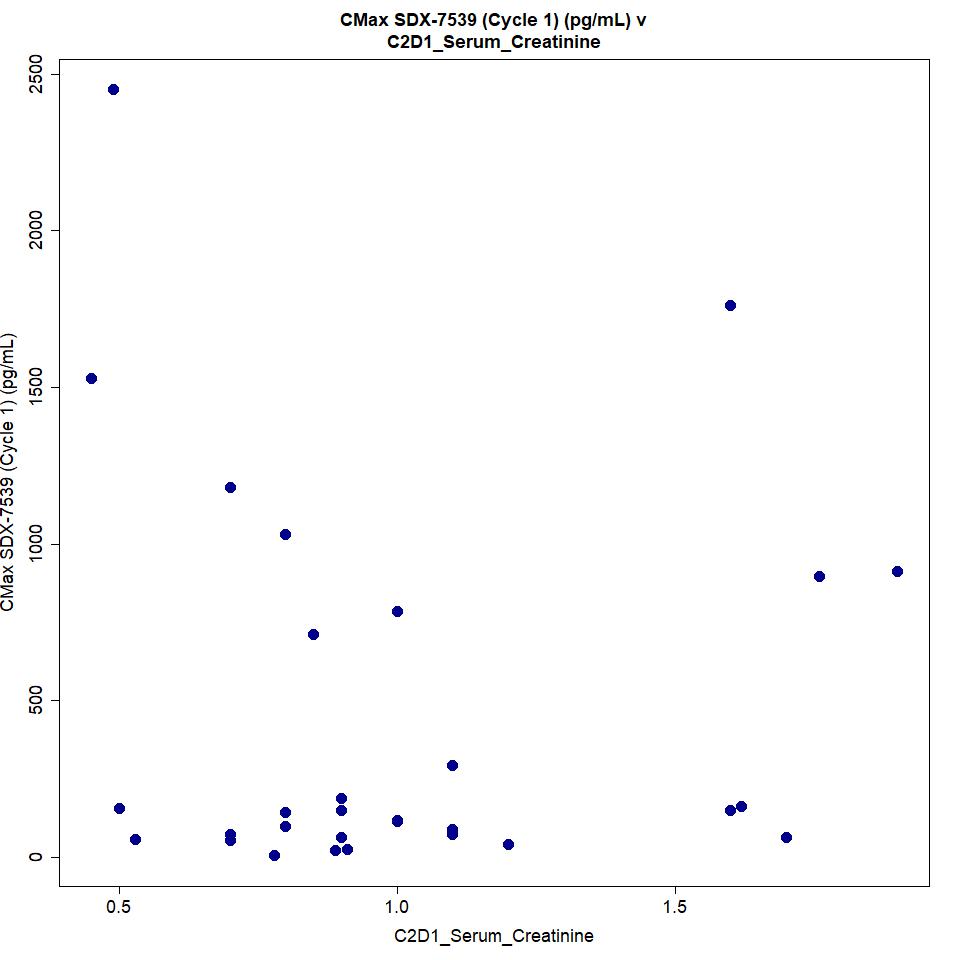 CMax SDX-7539 (Cycle 1) (pg/mL) v
C2D1_Serum_Creatinine
CMax SDX-7539 (Cycle 1) (pg/mL)
2500
2000
1500
1000
500
0
0.5
1.0
1.5
C2D1_Serum_Creatinine